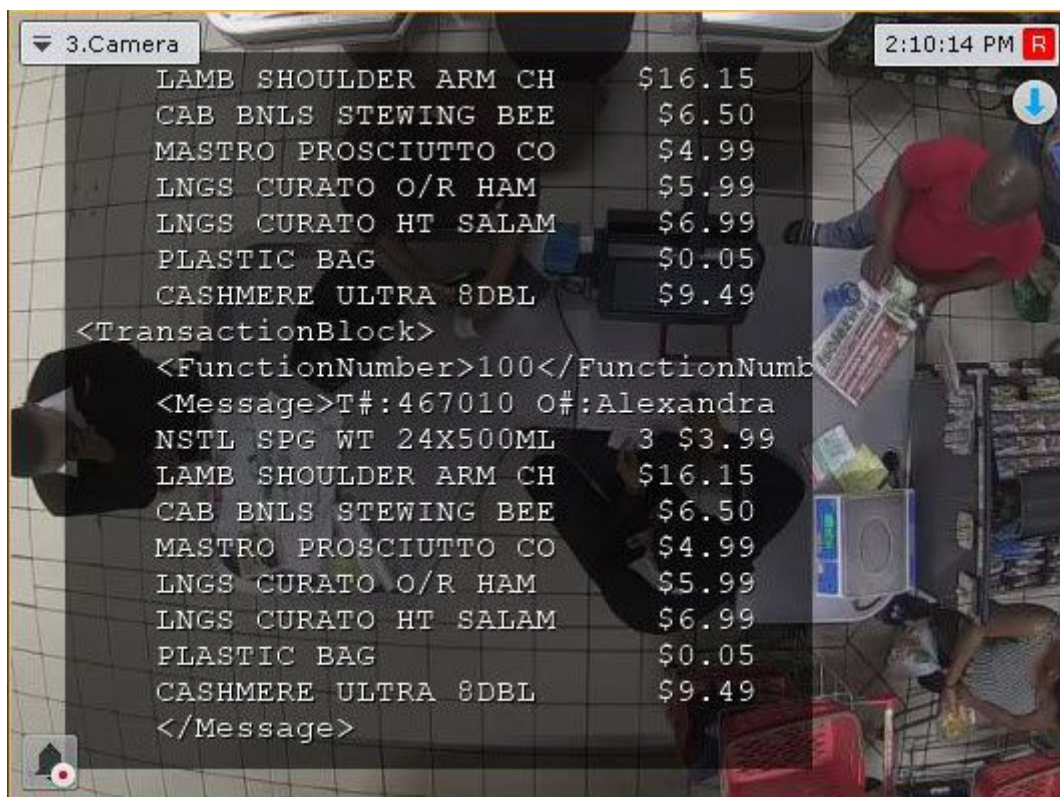 3.Camera
2:10:14 PM R
LAMB SHOULDER ARM CH $16.15
CAB BNLS STEWING BEE $6.50
MASTRO PROSCIUTTO CO $4.99
LNGS CURATO O/R HAM $5.99
LNGS CURATO HT SALAM $6.99
PLASTIC BAG $0.05
CASHMERE ULTRA 8DBL $9.49
<TransactionBlock>
<FunctionNumber>100</FunctionNumb
<Message>T#:467010 O#:Alexandra
NSTL SPG WT 24X500ML 3 $3.99
LAMB SHOULDER ARM CH $16.15
CAB BNLS STEWING BEE $6.50
MASTRO PROSCIUTTO CO $4.99
LNGS CURATO O/R HAM $5.99
LNGS CURATO HT SALAM $6.99
PLASTIC BAG $0.05
CASHMERE ULTRA 8DBL $9.49
</Message>